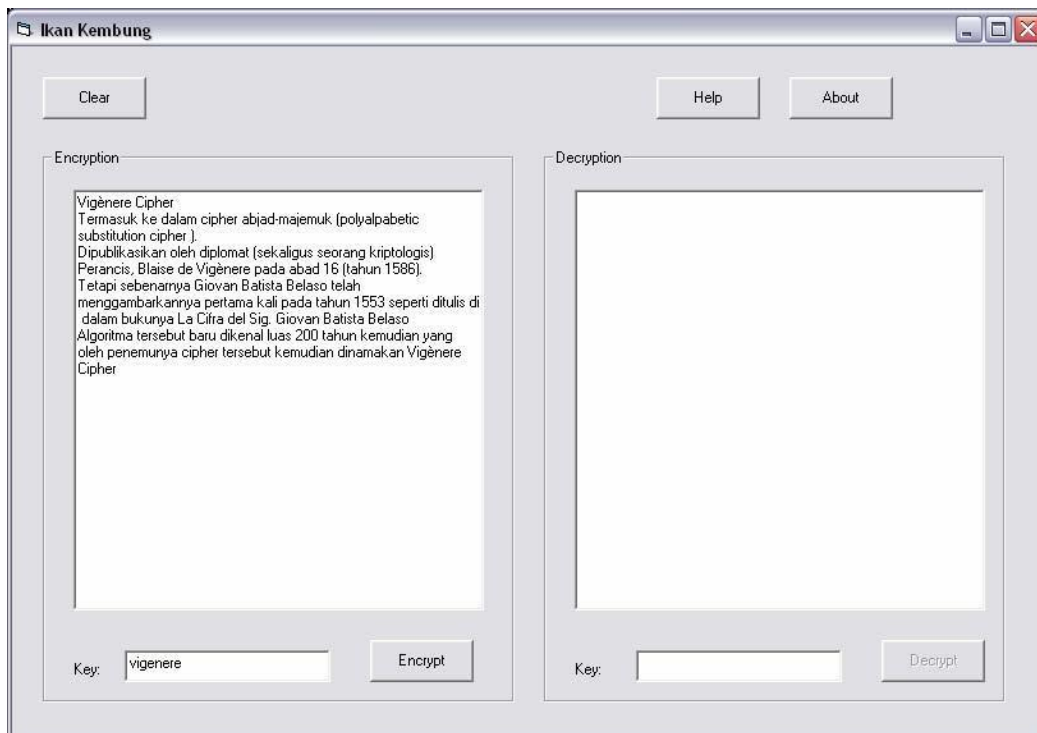 Ikan Kembung
Clear
Help
About
Encryption
Vigènere Cipher
Termasuk ke dalam cipher abjad-majemuk (polyalpabetic
substitution cipher ).
Dipublikasikan oleh diplomat (sekaligus seorang kriptologis)
Perancis, Blaise de Vigènere pada abad 16 (tahun 1586).
Tetapi sebenarnya Giovan Batista Belaso telah
menggambarkannya pertama kali pada tahun 1553 seperti ditulis di
dalam bukunya La Cifra del Sig. Giovan Batista Belaso
Algoritma tersebut baru dikenal luas 200 tahun kemudian yang
oleh penemunya cipher tersebut kemudian dinamakan Vigènere
Cipher
Key:
vigenere
Encrypt
Decryption
Key:
Decrypt